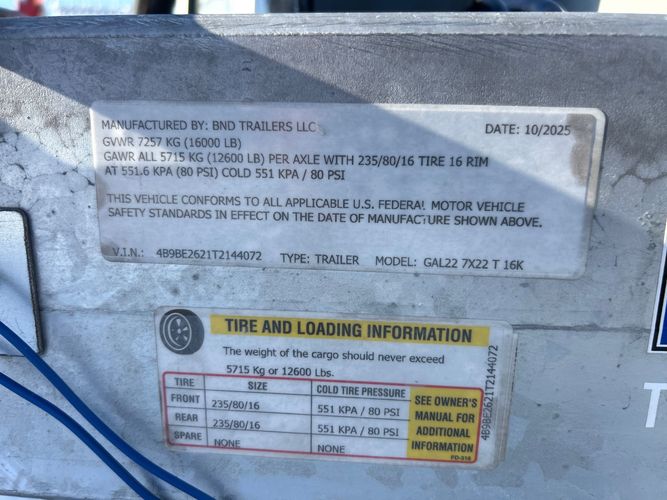 MANUFACTURED BY: BND TRAILERS LLC DATE: 10/2025
GVWR 7257 KG (16000 LB)
GAWR ALL 5715 KG (12600 LB) PER AXLE WITH 235/80/16 TIRE 16 RIM
AT 551.6 KPA (80 PSI) COLD 551 KPA / 80 PSI
THIS VEHICLE CONFORMS TO ALL APPLICABLE U.S. FEDERAL MOTOR VEHICLE
SAFETY STANDARDS IN EFFECT ON THE DATE OF MANUFACTURE SHOWN ABOVE.
V.I.N.: 4B9BE2621T2144072 TYPE: TRAILER MODEL: GAL22 7X22 T 16K
TIRE AND LOADING INFORMATION
The weight of the cargo should never exceed
5715 Kg or 12600 Lbs.
TIRE SIZE COLD TIRE PRESSURE
FRONT 235/80/16 551 KPA / 80 PSI
REAR 235/80/16 551 KPA / 80 PSI
SPARE NONE NONE
SEE OWNER'S
MANUAL FOR
ADDITIONAL
INFORMATION
PD-316
4B9BE2621T2144072
T